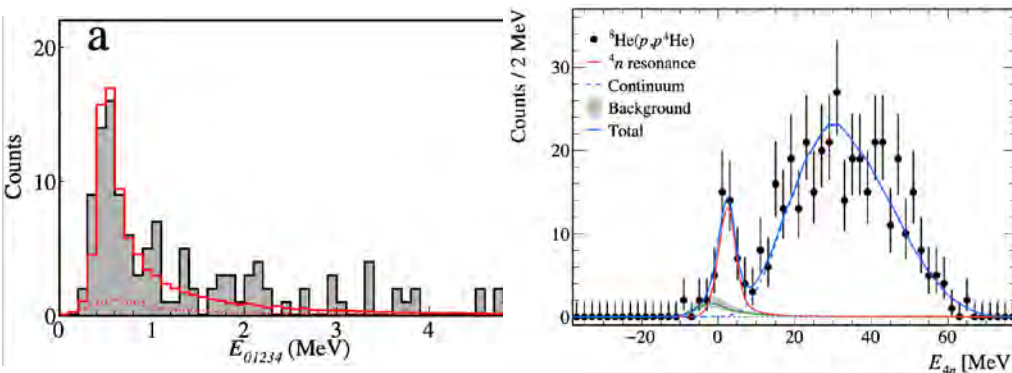 a
20
10
0
Counts
0 1 2 3 4
E01234 (MeV)
Counts / 2 MeV
30
20
10
0
⁸He(p,p⁴He)
⁴n resonance
Continuum
Background
Total
−20 0 20 40 60
E4n [MeV